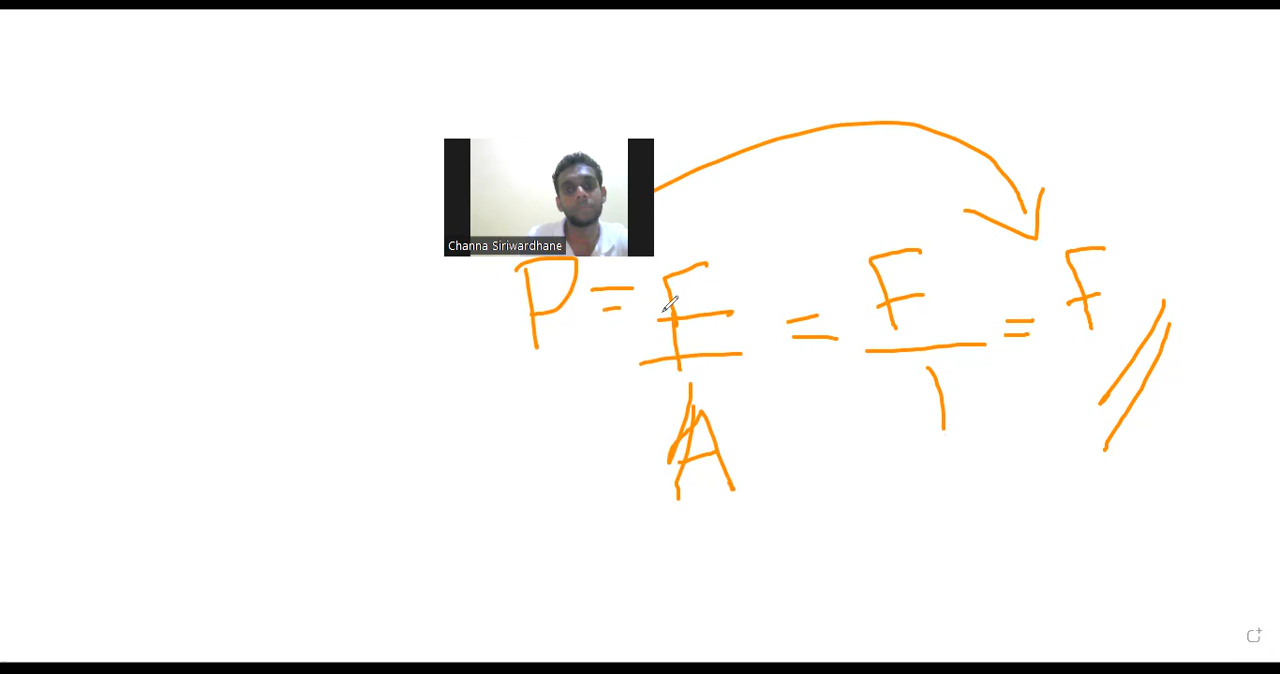 Channa Siriwardhane
P = F/A = F/1 = F